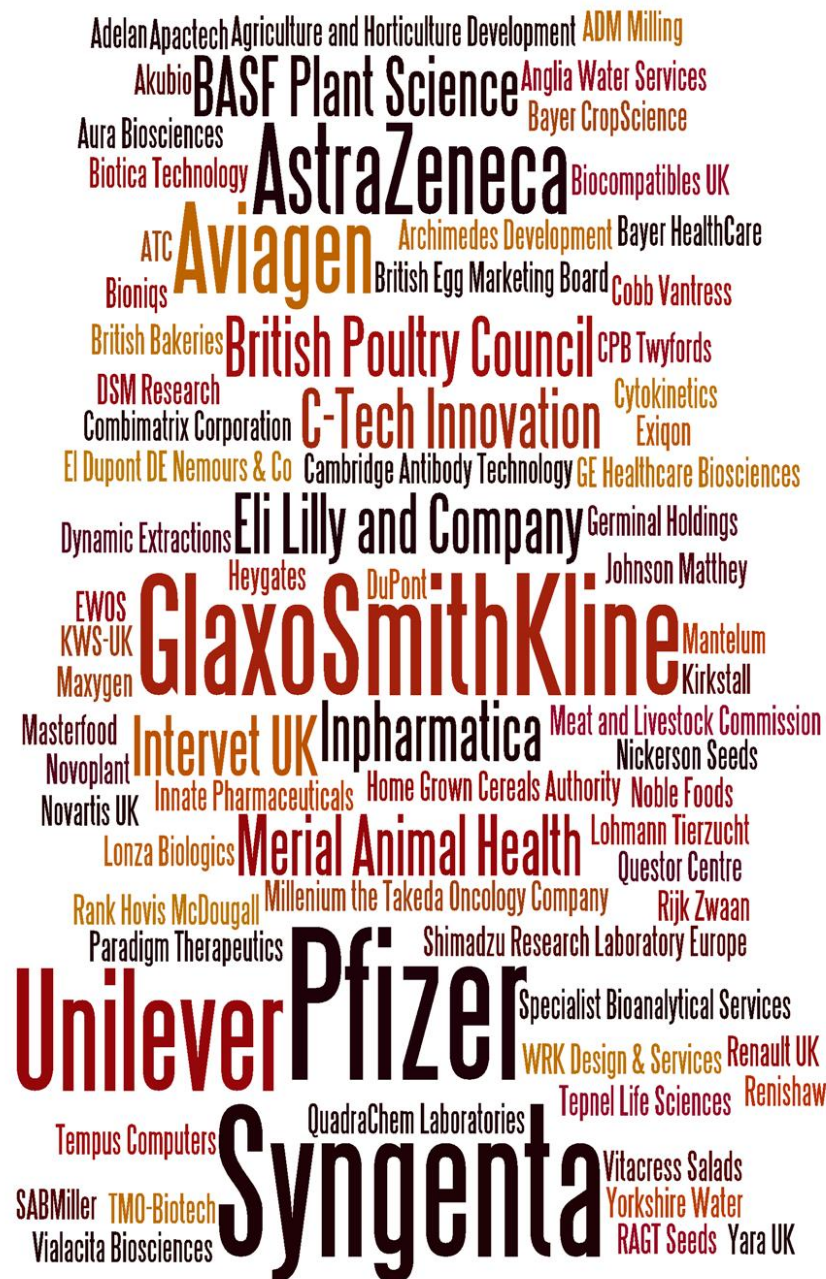 Adelan Apactech Agriculture and Horticulture Development ADM Milling
Akubio BASF Plant Science Anglia Water Services
Bayer CropScience
Aura Biosciences AstraZeneca
Biotica Technology Biocompatibles UK
ATC Aviagen Archimedes Development Bayer HealthCare
Bioniqs British Egg Marketing Board Cobb Vantress
British Bakeries British Poultry Council CPB Twyfords
DSM Research C-Tech Innovation Cytokinetics
Combimatrix Corporation Exiqon
El Dupont DE Nemours & Co Cambridge Antibody Technology GE Healthcare Biosciences
Dynamic Extractions Eli Lilly and Company Germinal Holdings
Heygates DuPont Johnson Matthey
EWOS GlaxoSmithKline
KWS-UK Mantelum
Maxygen Kirkstall
Masterfood Intervet UK Inpharmatica Meat and Livestock Commission
Novoplant Nickerson Seeds
Novartis UK Innate Pharmaceuticals Home Grown Cereals Authority Noble Foods
Lonza Biologics Merial Animal Health Lohmann Tierzucht
Questor Centre
Rank Hovis McDougall Millenium the Takeda Oncology Company Rijk Zwaan
Paradigm Therapeutics Shimadzu Research Laboratory Europe
Unilever Pfizer Specialist Bioanalytical Services
WRK Design & Services Renault UK
Tepnel Life Sciences Renishaw
Tempus Computers QuadraChem Laboratories
Syngenta Vitacress Salads
SABMiller TMO-Biotech Yorkshire Water
Vialacita Biosciences RAGT Seeds Yara UK